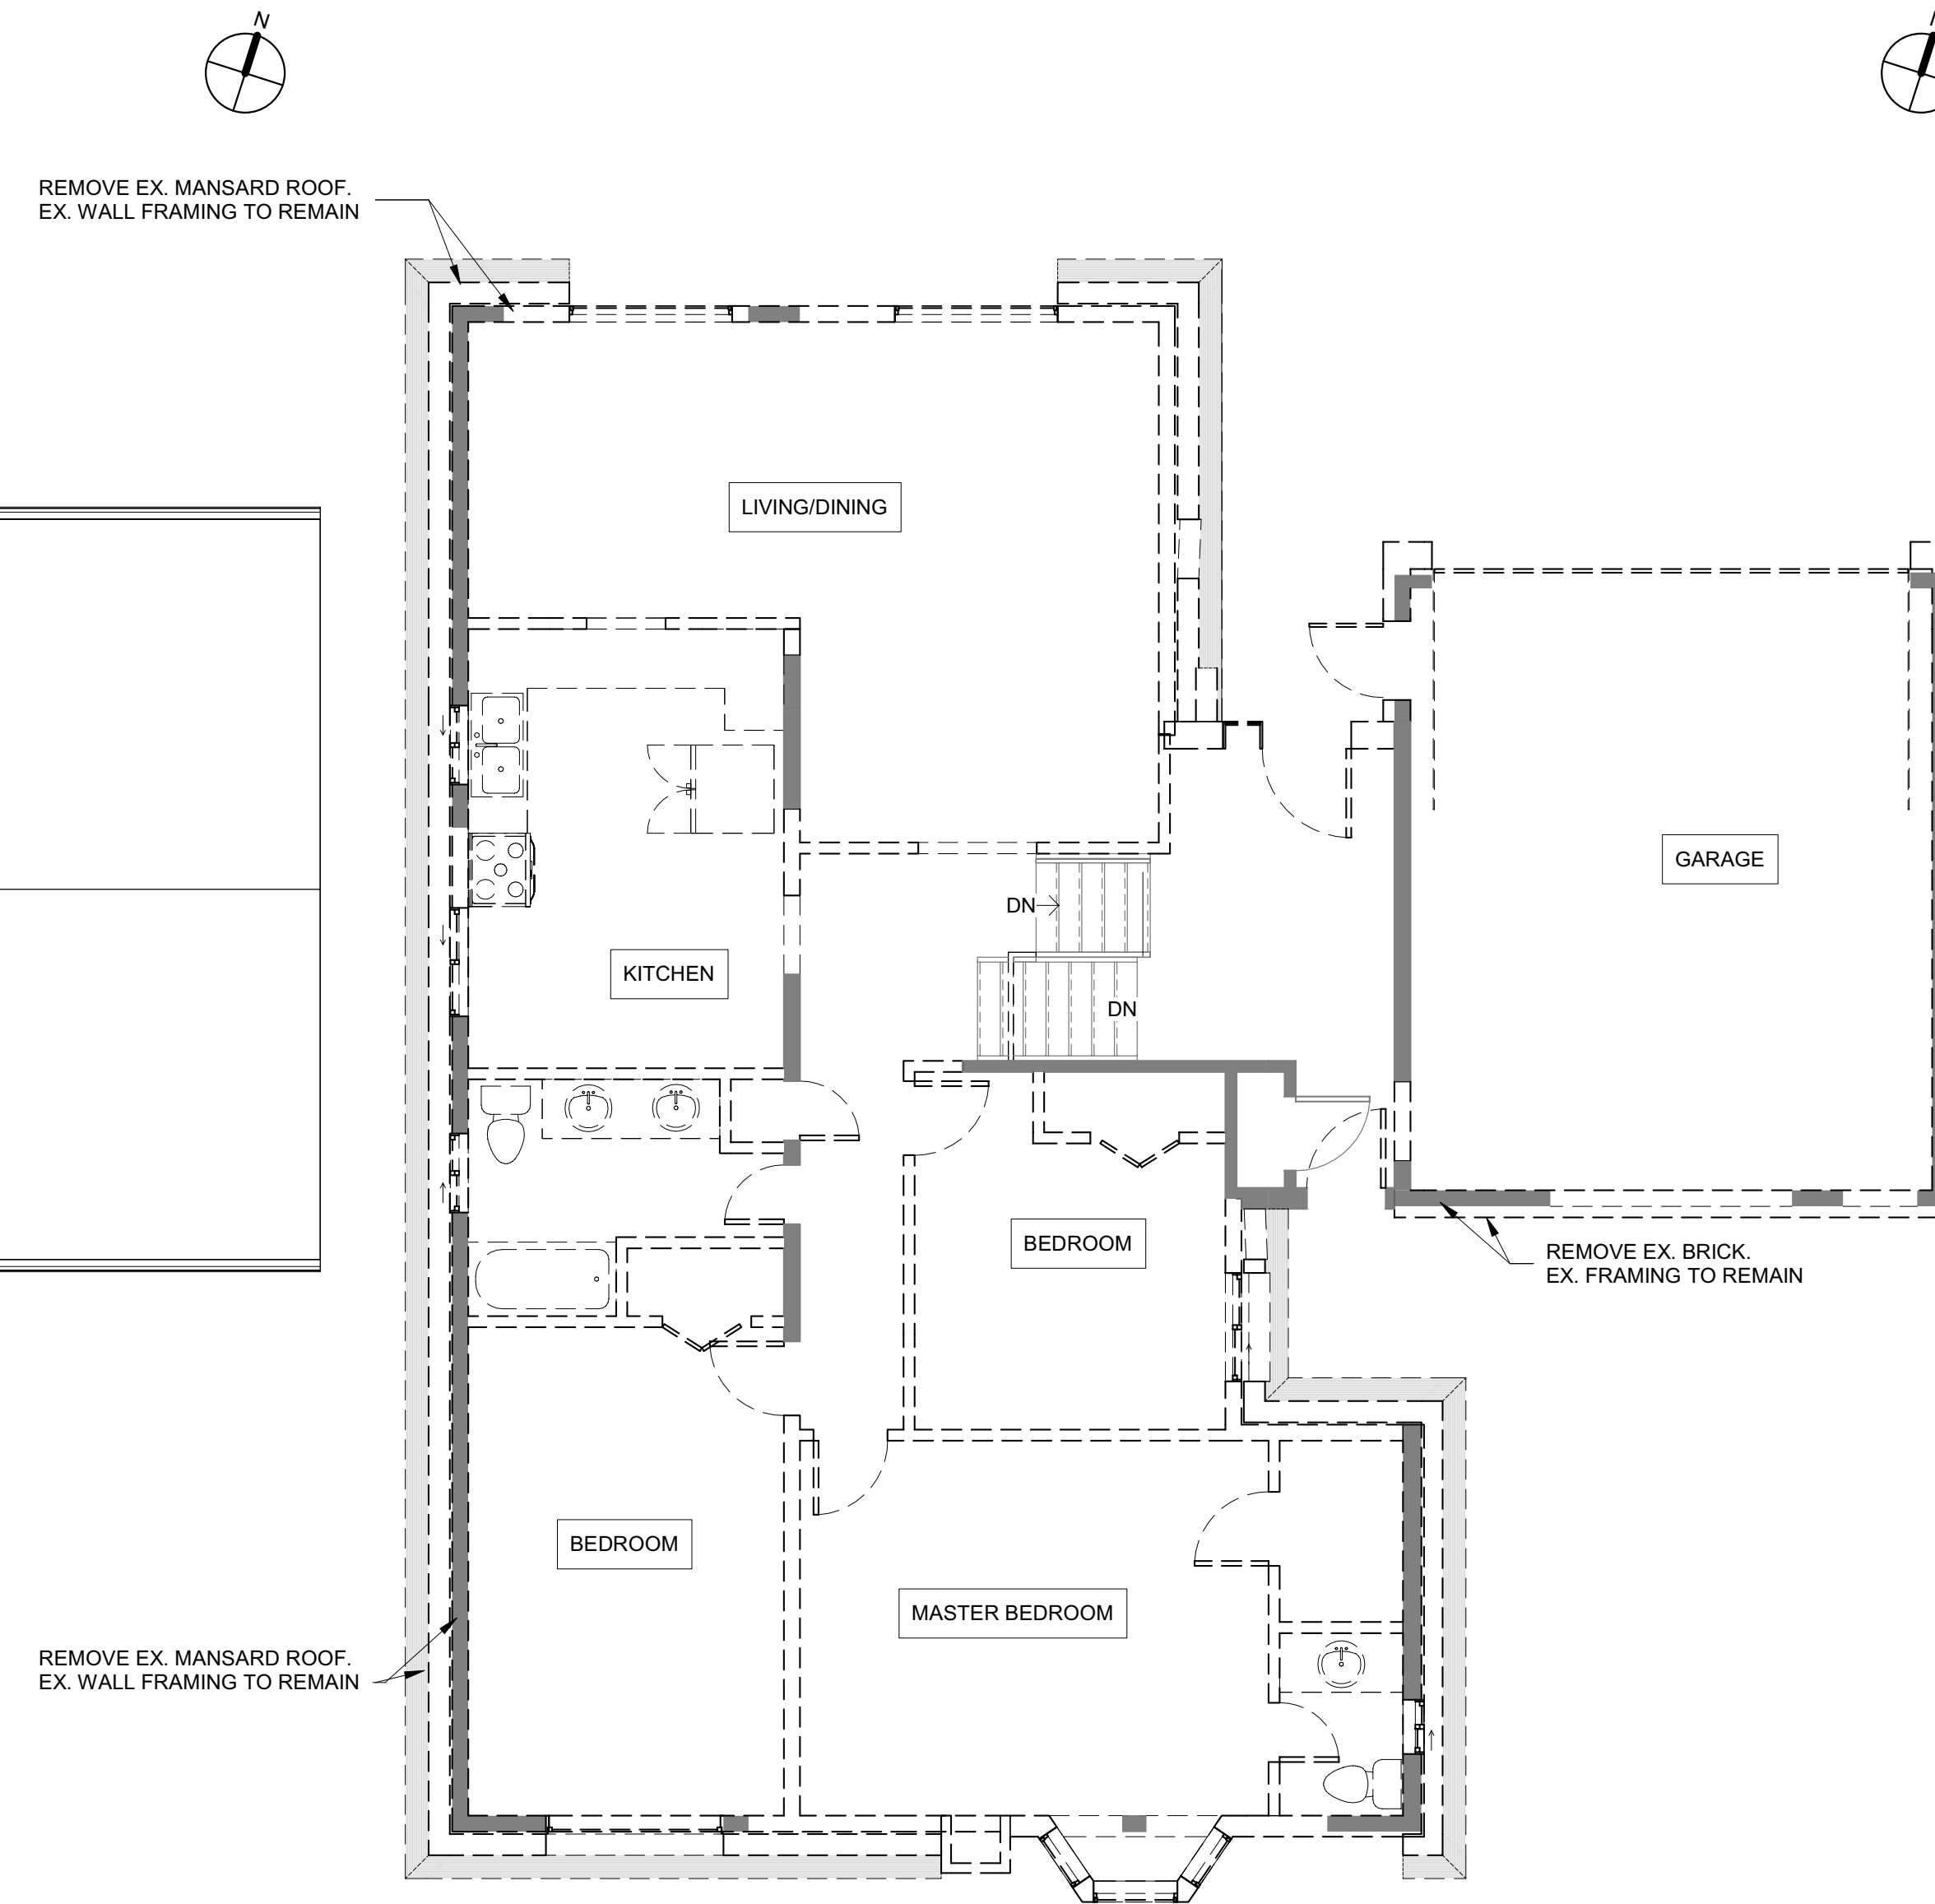 N
REMOVE EX. MANSARD ROOF.
EX. WALL FRAMING TO REMAIN
LIVING/DINING
GARAGE
DN
KITCHEN
DN
BEDROOM
REMOVE EX. BRICK.
EX. FRAMING TO REMAIN
BEDROOM
MASTER BEDROOM
REMOVE EX. MANSARD ROOF.
EX. WALL FRAMING TO REMAIN